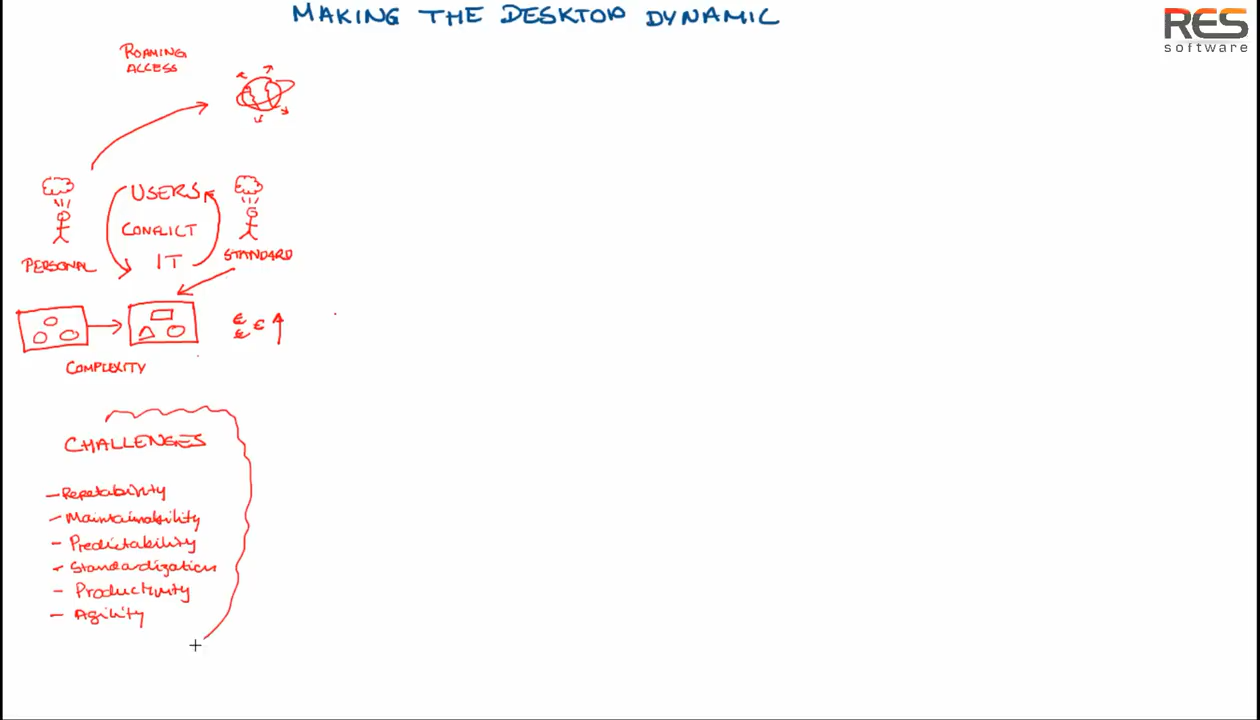 MAKING THE DESKTOP DYNAMIC
RES
software
ROAMING
ACCESS
USERS
CONFLICT
IT
PERSONAL
STANDARD
€ € €
COMPLEXITY
CHALLENGES
- Repetability
- Maintainability
- Predictability
- Standardization
- Productivity
- Agility